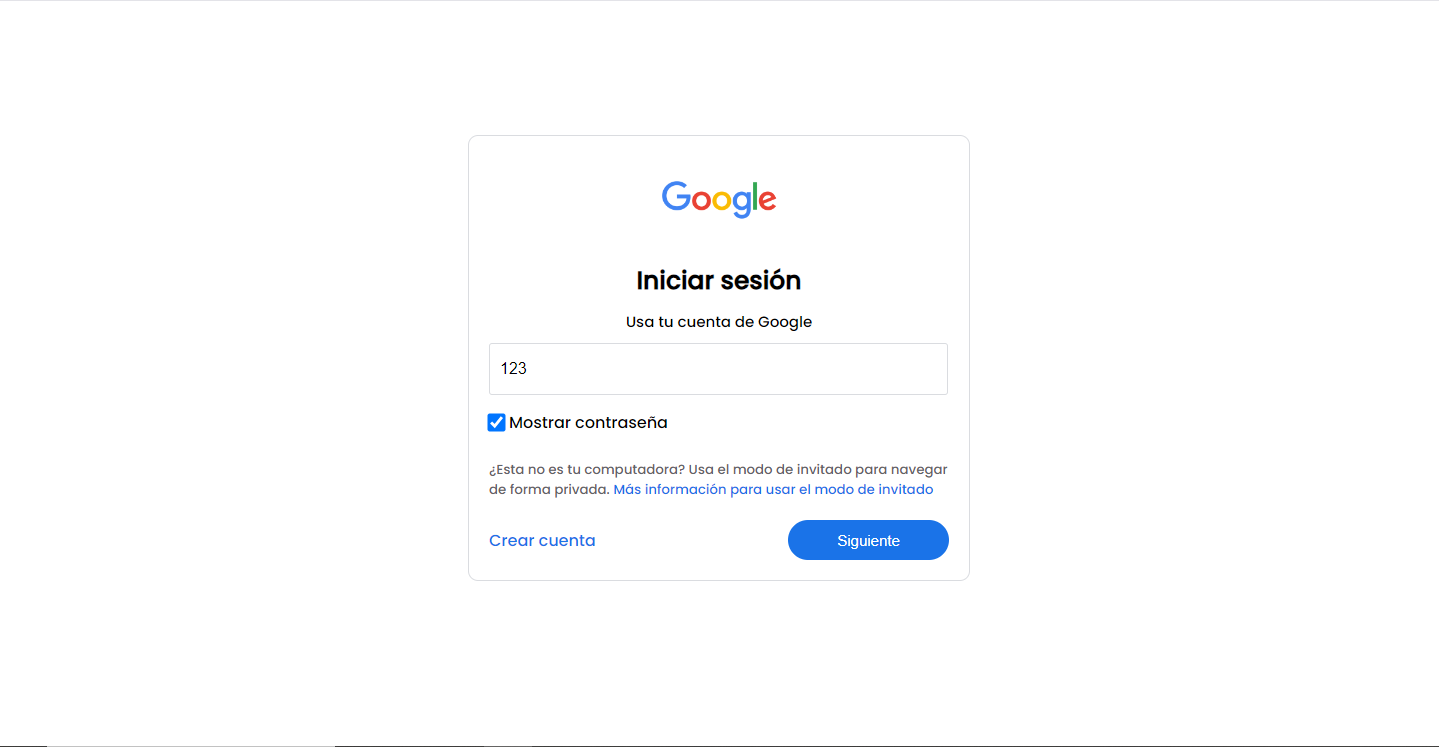 Google
Iniciar sesión
Usa tu cuenta de Google
123
Mostrar contraseña
¿Esta no es tu computadora? Usa el modo de invitado para navegar
de forma privada. Más información para usar el modo de invitado
Crear cuenta
Siguiente